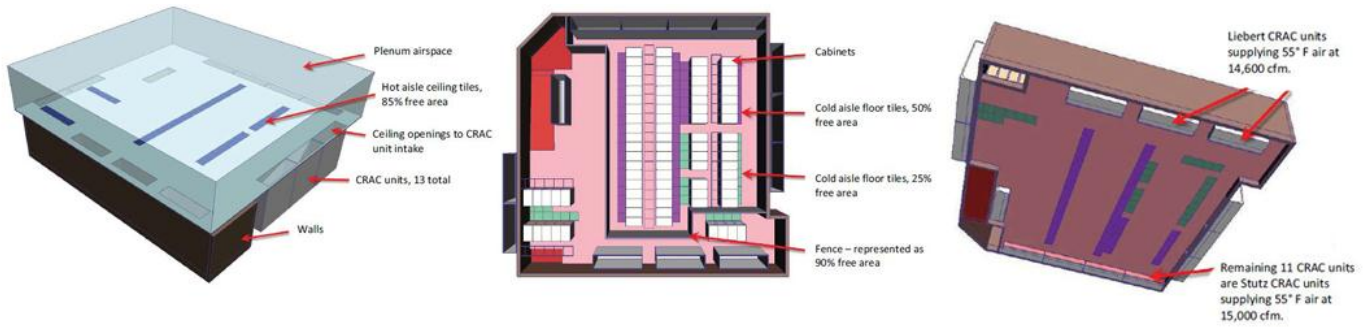 Plenum airspace
Hot aisle ceiling tiles,
85% free area
Ceiling openings to CRAC
unit intake
CRAC units, 13 total
Walls
Cabinets
Cold aisle floor tiles, 50%
free area
Cold aisle floor tiles, 25%
free area
Fence – represented as
90% free area
Liebert CRAC units
supplying 55° F air at
14,600 cfm.
Remaining 11 CRAC units
are Stutz CRAC units
supplying 55° F air at
15,000 cfm.